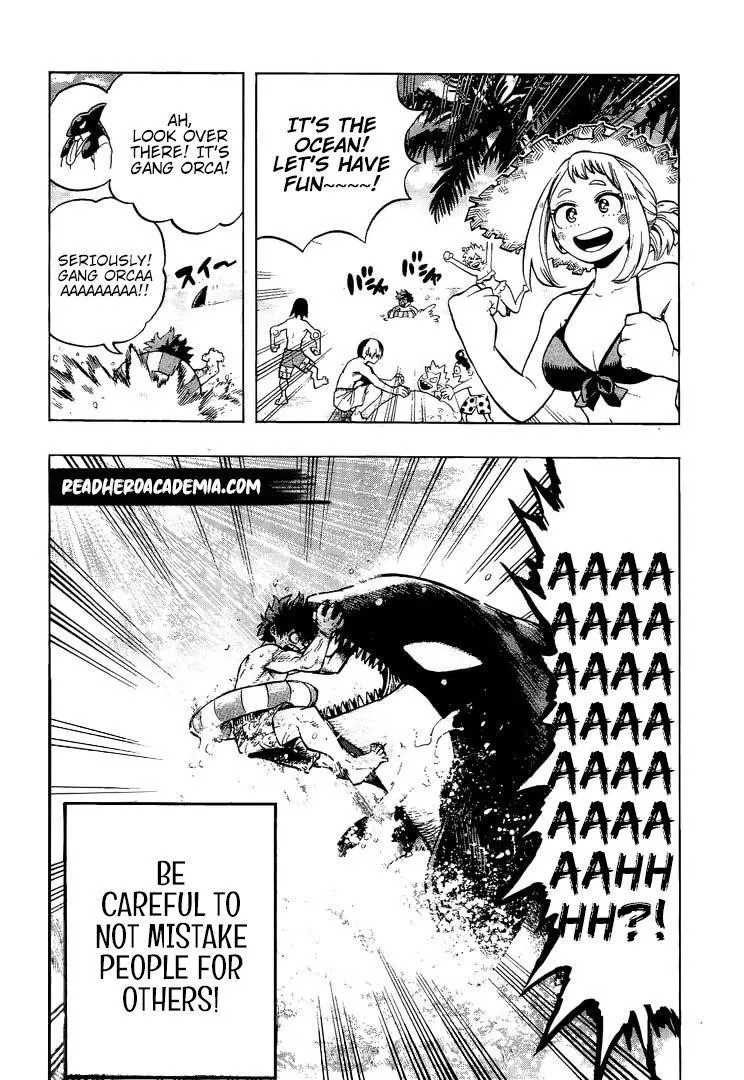 IT'S THE
OCEAN!
LET'S HAVE
FUN~~~~!
バシャ
バシャ
AH,
LOOK OVER
THERE! IT'S
GANG ORCA!
SERIOUSLY!
GANG ORCAA
AAAAAAAAA!!
スイ〜
READHEROACADEMIA.COM
AAAA
AAAA
AAAA
AAAA
AAAA
AAAA
AAHH
HH?!
BE
CAREFUL TO
NOT MISTAKE
PEOPLE FOR
OTHERS!